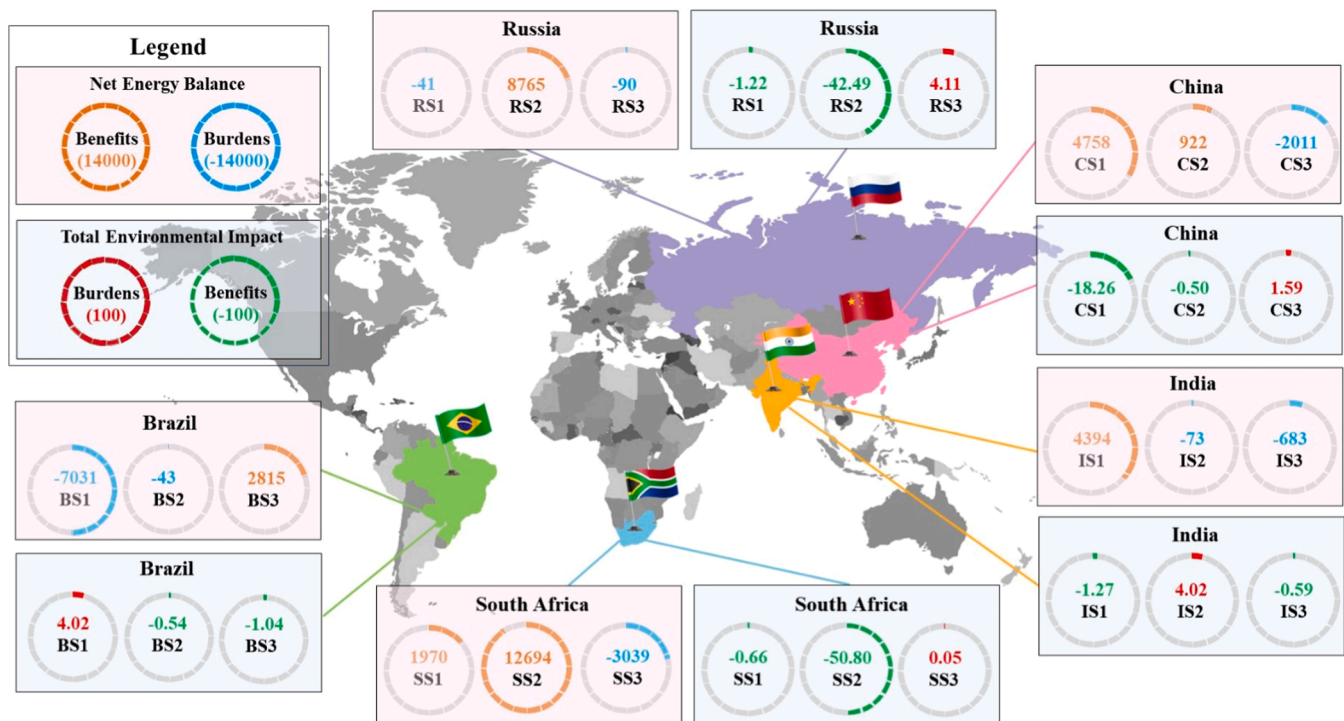 Legend
Net Energy Balance
Benefits
(14000)
Burdens
(-14000)
Total Environmental Impact
Burdens
(100)
Benefits
(-100)
Russia
-41
RS1
8765
RS2
-90
RS3
Russia
-1.22
RS1
-42.49
RS2
4.11
RS3
China
4758
CS1
922
CS2
-2011
CS3
China
-18.26
CS1
-0.50
CS2
1.59
CS3
India
4394
IS1
-73
IS2
-683
IS3
India
-1.27
IS1
4.02
IS2
-0.59
IS3
Brazil
-7031
BS1
-43
BS2
2815
BS3
Brazil
4.02
BS1
-0.54
BS2
-1.04
BS3
South Africa
1970
SS1
12694
SS2
-3039
SS3
South Africa
-0.66
SS1
-50.80
SS2
0.05
SS3